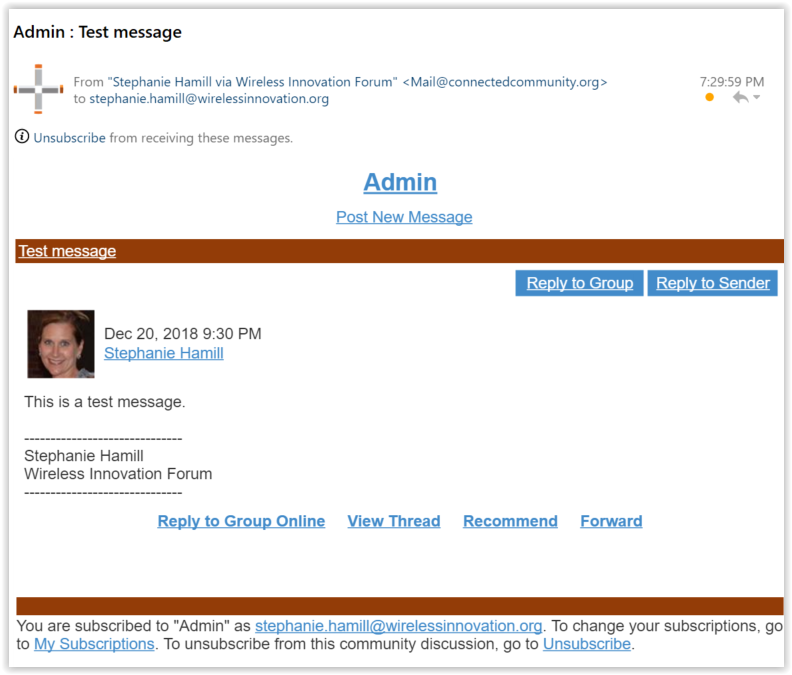 Admin : Test message
From "Stephanie Hamill via Wireless Innovation Forum" <Mail@connectedcommunity.org>
7:29:59 PM
to stephanie.hamill@wirelessinnovation.org
Unsubscribe from receiving these messages.
Admin
Post New Message
Test message
Reply to Group Reply to Sender
Dec 20, 2018 9:30 PM
Stephanie Hamill
This is a test message.
------------------------------
Stephanie Hamill
Wireless Innovation Forum
------------------------------
Reply to Group Online View Thread Recommend Forward
You are subscribed to "Admin" as stephanie.hamill@wirelessinnovation.org. To change your subscriptions, go
to My Subscriptions. To unsubscribe from this community discussion, go to Unsubscribe.